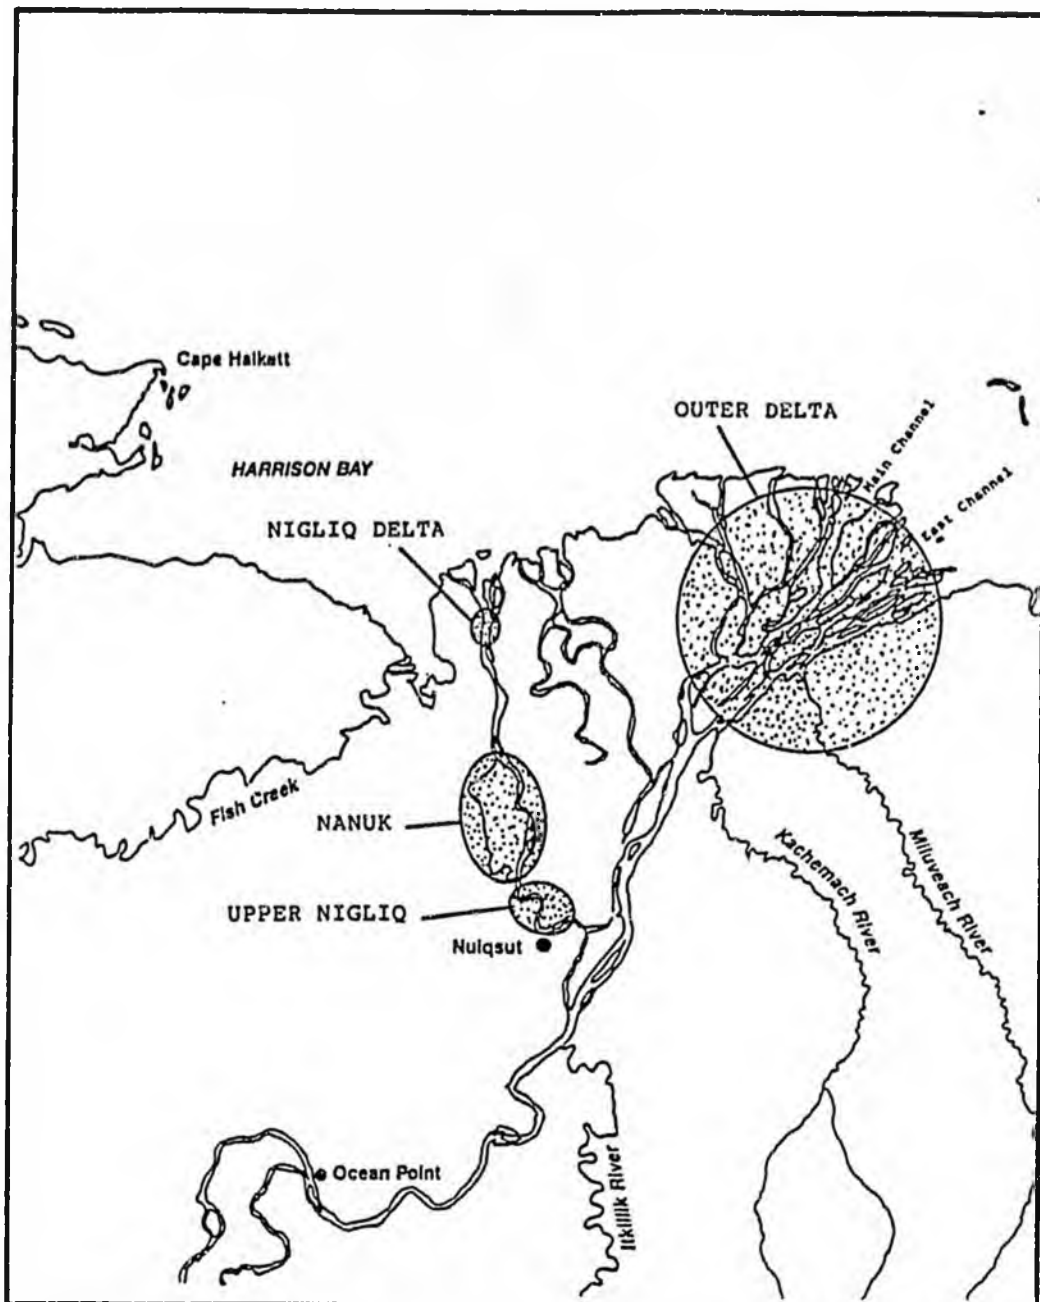 Cape Halkett
OUTER DELTA
Main Channel
HARRISON BAY
East Channel
NIGLIQ DELTA
Fish Creek
NANUK
Kachemach River
Miluveach River
UPPER NIGLIQ
Nuiqsut
Ocean Point
Itkillik River